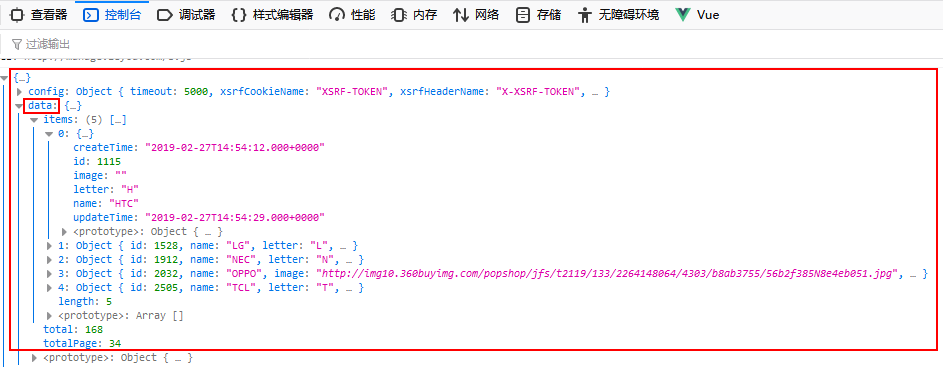 查看器 控制台 调试器 样式编辑器 性能 内存 网络 存储 无障碍环境 Vue
过滤输出
{…}
config: Object { timeout: 5000, xsrfCookieName: "XSRF-TOKEN", xsrfHeaderName: "X-XSRF-TOKEN", … }
data: {…}
items: (5) […]
0: {…}
createTime: "2019-02-27T14:54:12.000+0000"
id: 1115
image: ""
letter: "H"
name: "HTC"
updateTime: "2019-02-27T14:54:29.000+0000"
<prototype>: Object { … }
1: Object { id: 1528, name: "LG", letter: "L", … }
2: Object { id: 1912, name: "NEC", letter: "N", … }
3: Object { id: 2032, name: "OPPO", image: "http://img10.360buyimg.com/popshop/jfs/t2119/133/2264148064/4303/b8ab3755/56b2f385N8e4eb051.jpg", … }
4: Object { id: 2505, name: "TCL", letter: "T", … }
length: 5
<prototype>: Array []
total: 168
totalPage: 34
<prototype>: Object { … }